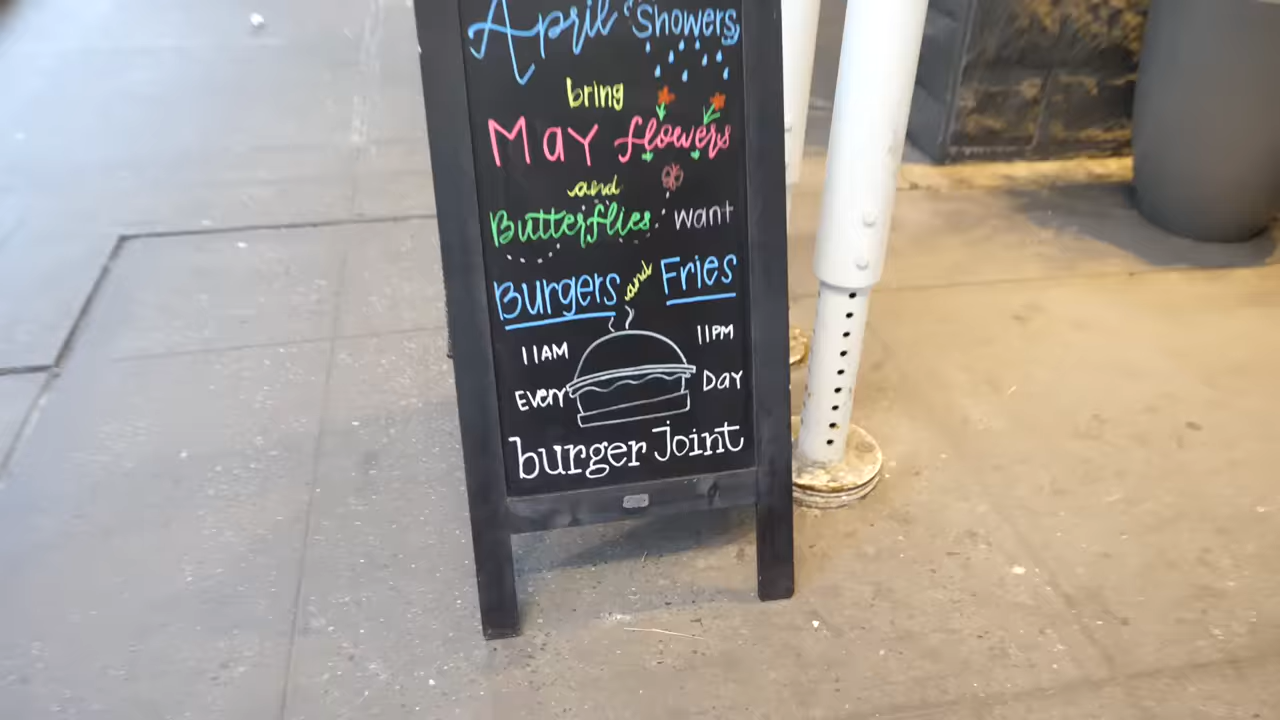 April Showers
bring
May flowers
and
Butterflies want
Burgers and Fries
11AM 11PM
Every Day
burger joint